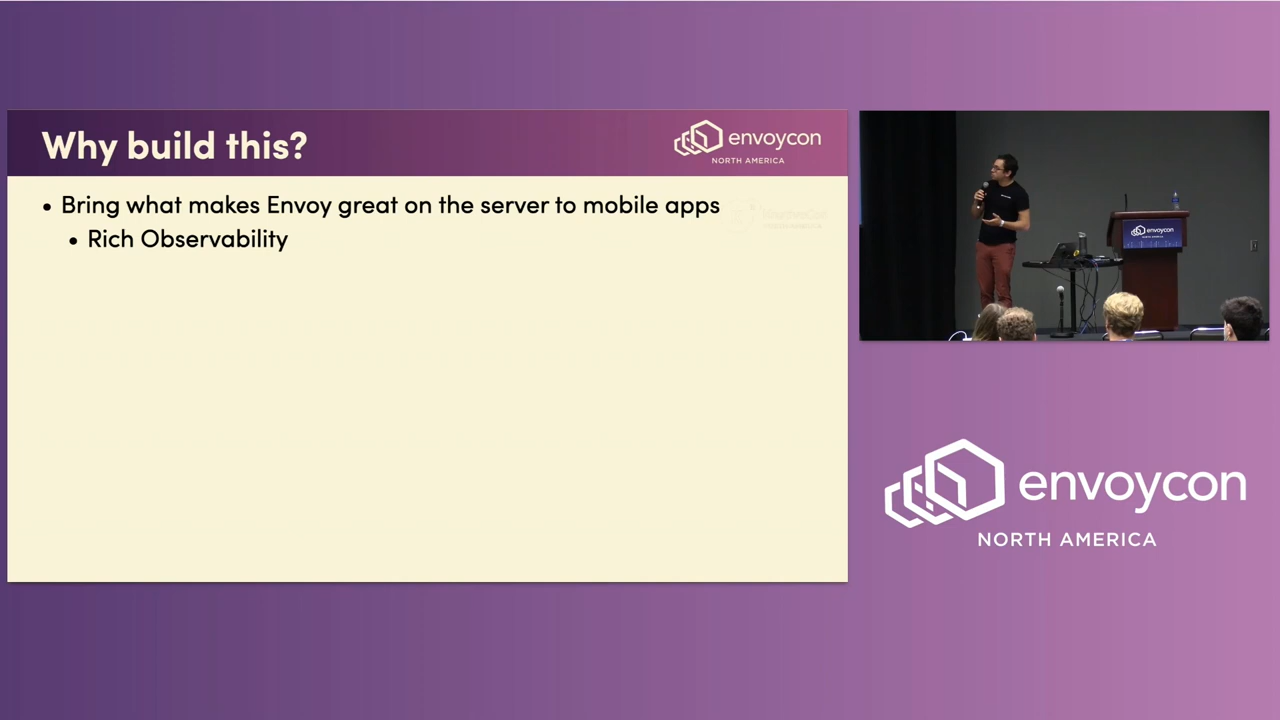 Why build this?
envoycon
NORTH AMERICA
• Bring what makes Envoy great on the server to mobile apps
• Rich Observability
envoycon
envoycon
NORTH AMERICA